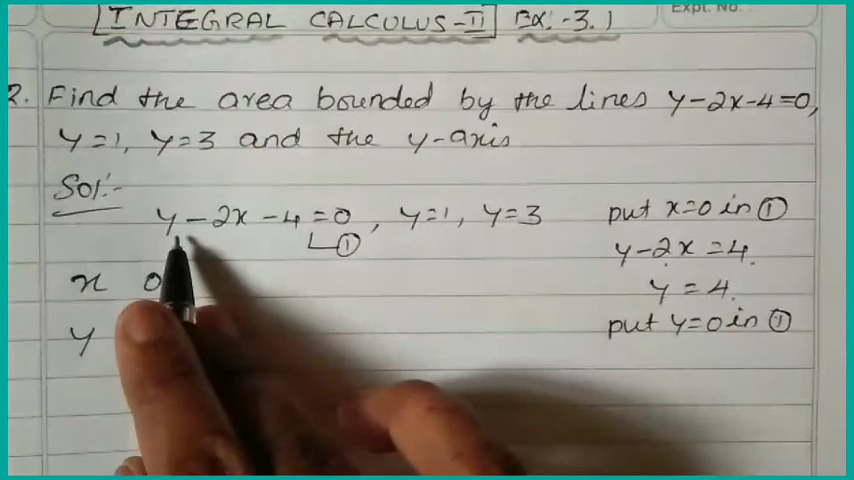 Expt. No.
INTEGRAL CALCULUS-II EX:-3.1
2. Find the area bounded by the lines y-2x-4=0,
y=1, y=3 and the y-axis
Sol:-
y-2x-4=0, y=1, y=3
①
x 0
y
put x=0 in ①
y-2x=4.
y=4.
put y=0 in ①